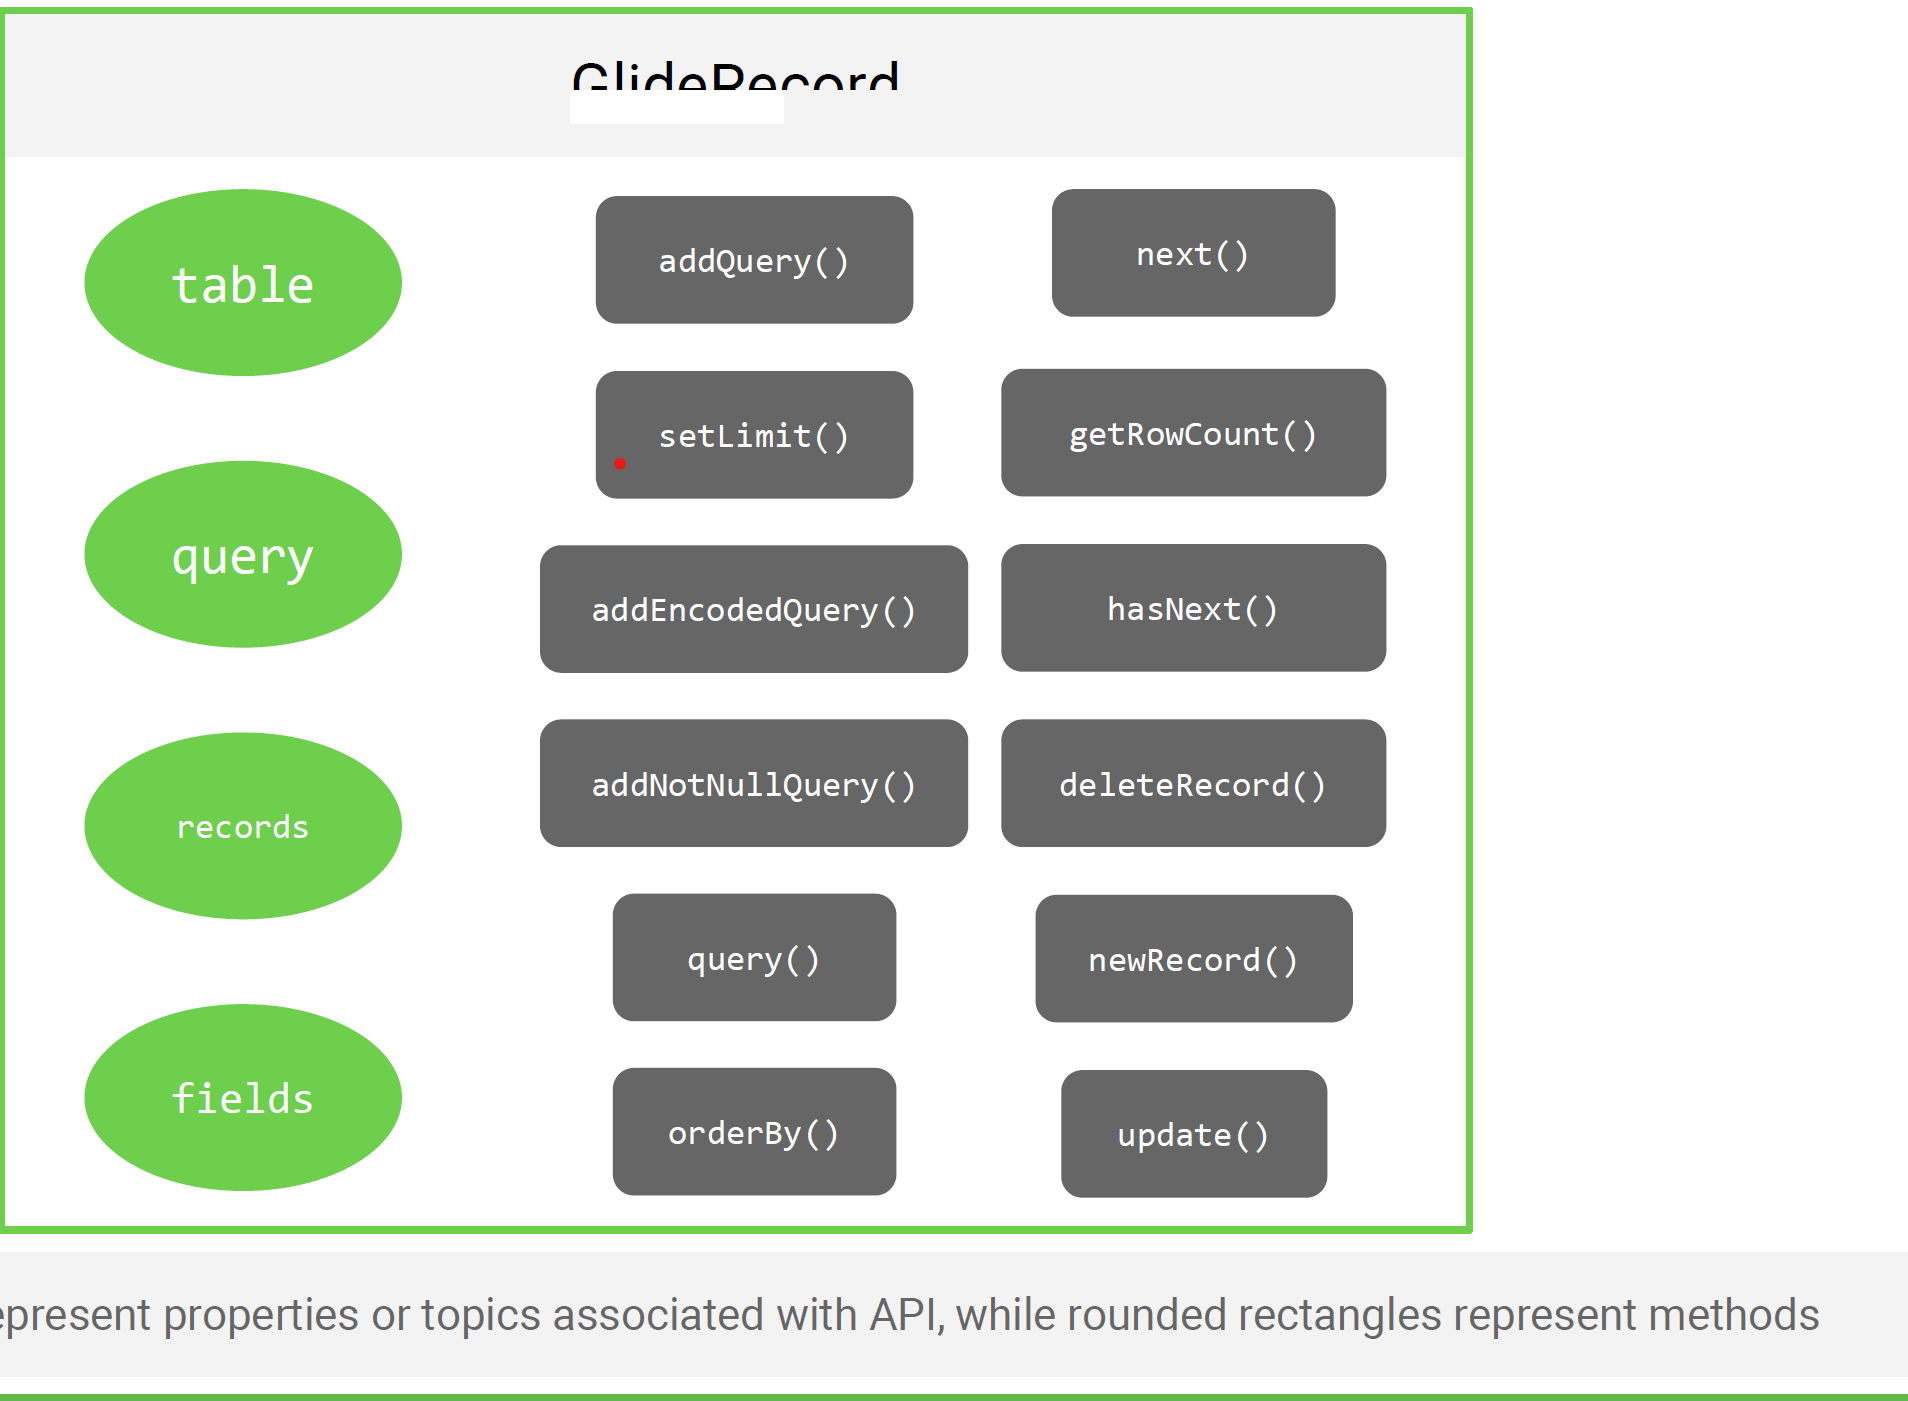 GlideRecord
table
query
records
fields
addQuery()
setLimit()
addEncodedQuery()
addNotNullQuery()
query()
orderBy()
next()
getRowCount()
hasNext()
deleteRecord()
newRecord()
update()
epresent properties or topics associated with API, while rounded rectangles represent methods